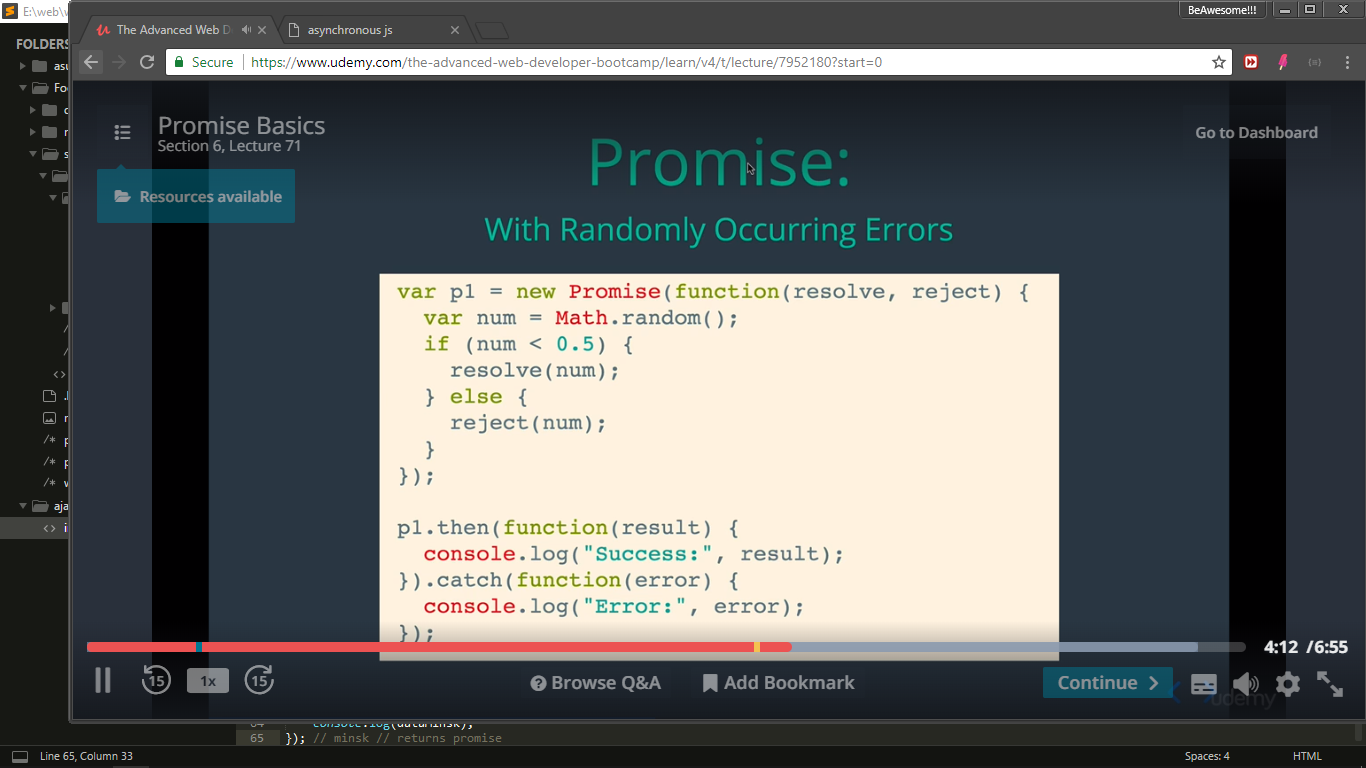 E:\web\
BeAwesome!!!
The Advanced Web D
asynchronous js
Secure
https://www.udemy.com/the-advanced-web-developer-bootcamp/learn/v4/t/lecture/7952180?start=0
FOLDERS
asu
Fo
Promise Basics
Section 6, Lecture 71
Go to Dashboard
Resources available
Promise:
With Randomly Occurring Errors
var p1 = new Promise(function(resolve, reject) {
var num = Math.random();
if (num < 0.5) {
resolve(num);
} else {
reject(num);
}
});
p1.then(function(result) {
console.log("Success:", result);
}).catch(function(error) {
console.log("Error:", error);
});
aja
4:12 /6:55
15
1x
15
Browse Q&A
Add Bookmark
Continue
udemy
65 }); // minsk // returns promise
Line 65, Column 33
Spaces: 4
HTML